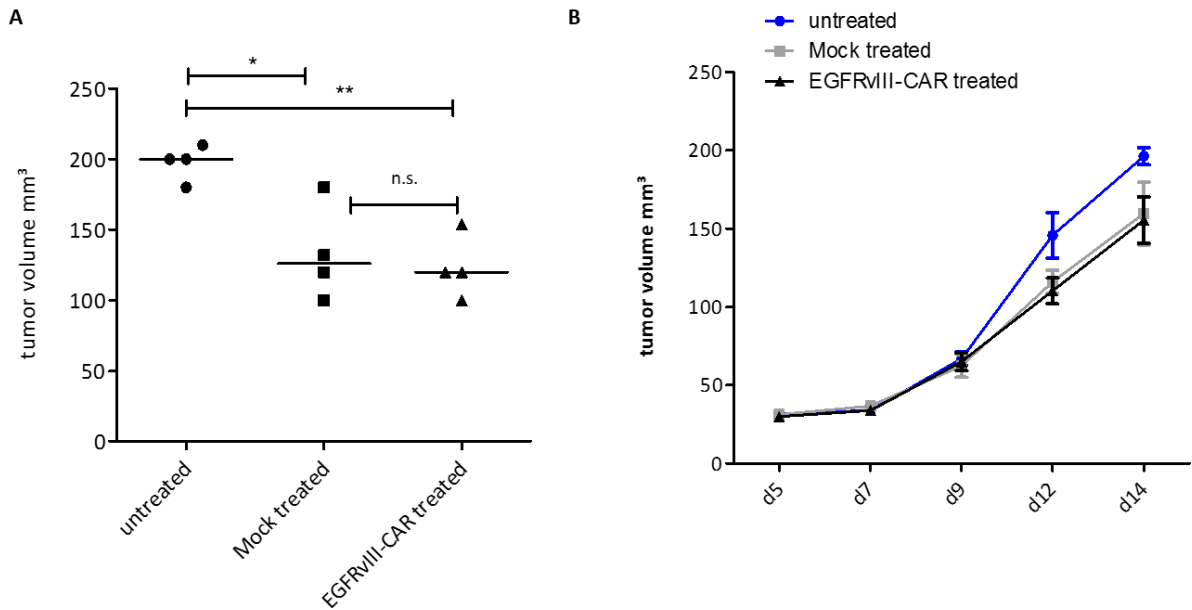 A
*
**
n.s.
250
200
150
100
50
0
tumor volume mm³
untreated
Mock treated
EGFRvIII-CAR treated
B
untreated
Mock treated
EGFRvIII-CAR treated
250
200
150
100
50
0
tumor volume mm³
d5
d7
d9
d12
d14